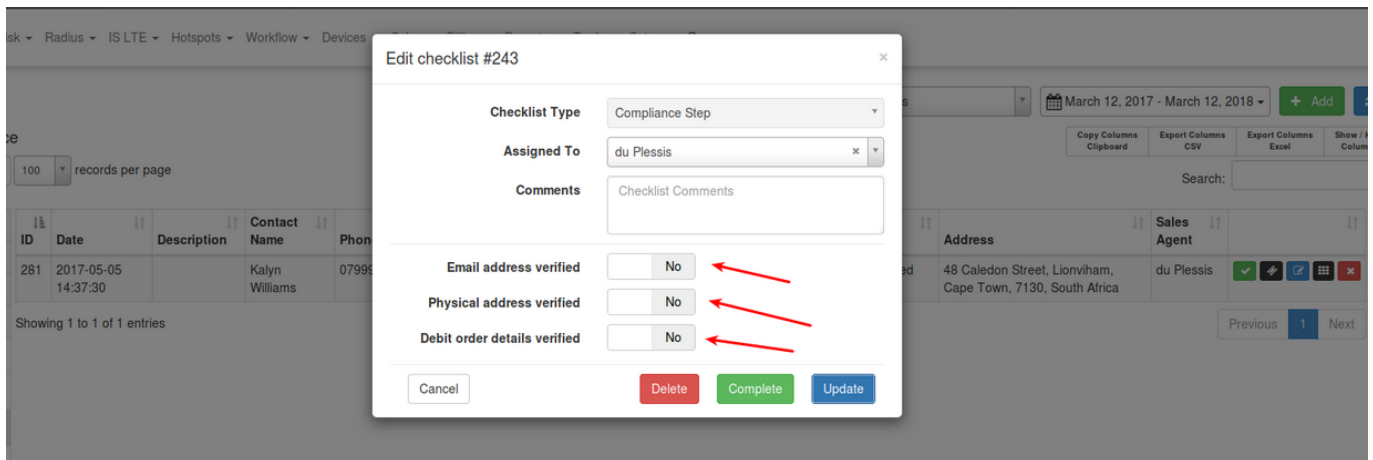 isk Radius IS LTE Hotspots Workflow Devices
Edit checklist #243 ×
Checklist Type Compliance Step
Assigned To du Plessis ×
Comments Checklist Comments
Email address verified No
Physical address verified No
Debit order details verified No
Cancel Delete Complete Update
s March 12, 2017 - March 12, 2018 + Add
ce
Copy Columns Clipboard Export Columns CSV Export Columns Excel Show / H Colum
100 records per page
Search:
ID Date Description Contact Name Phon Address Sales Agent
281 2017-05-05 14:37:30 Kalyn Williams 07999 ed 48 Caledon Street, Lionviham, Cape Town, 7130, South Africa du Plessis
Showing 1 to 1 of 1 entries
Previous 1 Next